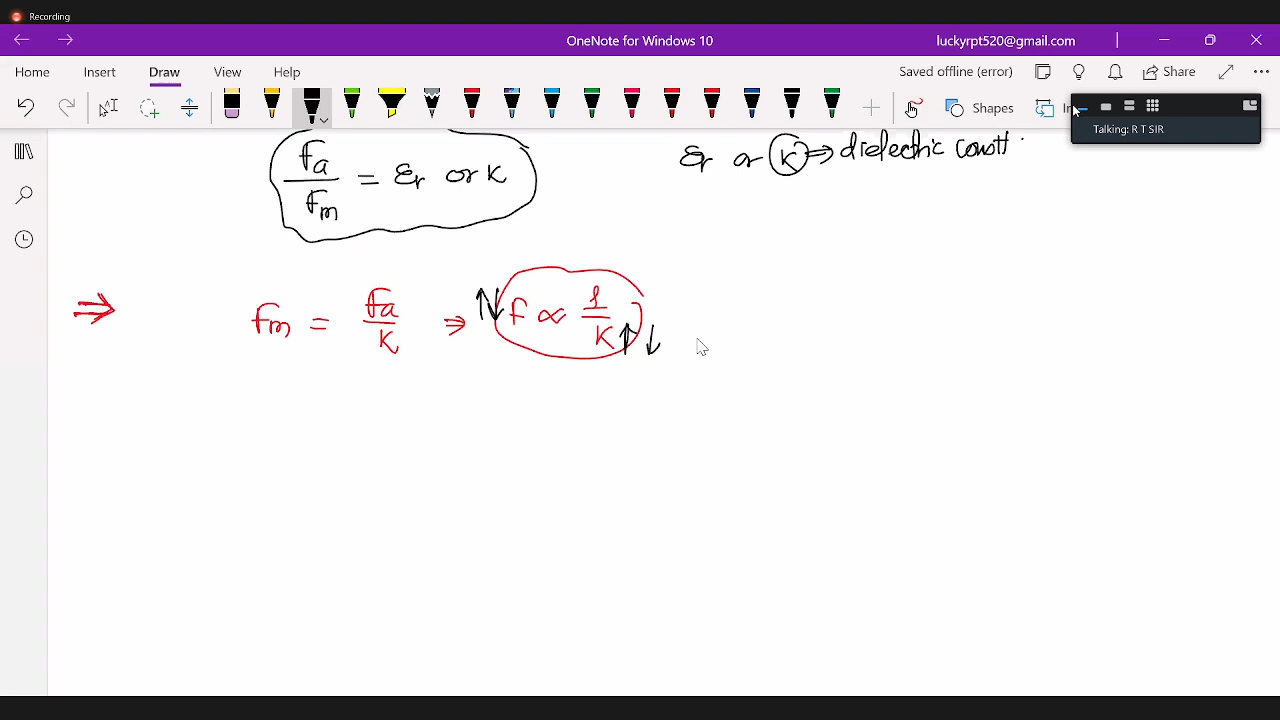 Recording
OneNote for Windows 10
luckyrpt520@gmail.com
Home Insert Draw View Help
Saved offline (error)
Share
Shapes
Talking: R T SIR
fa/fm = εr or K
εr or K ⇒ dielectric constt.
⇒ fm = fa/K ⇒ ↑↓ f ∝ 1/K ↑↓